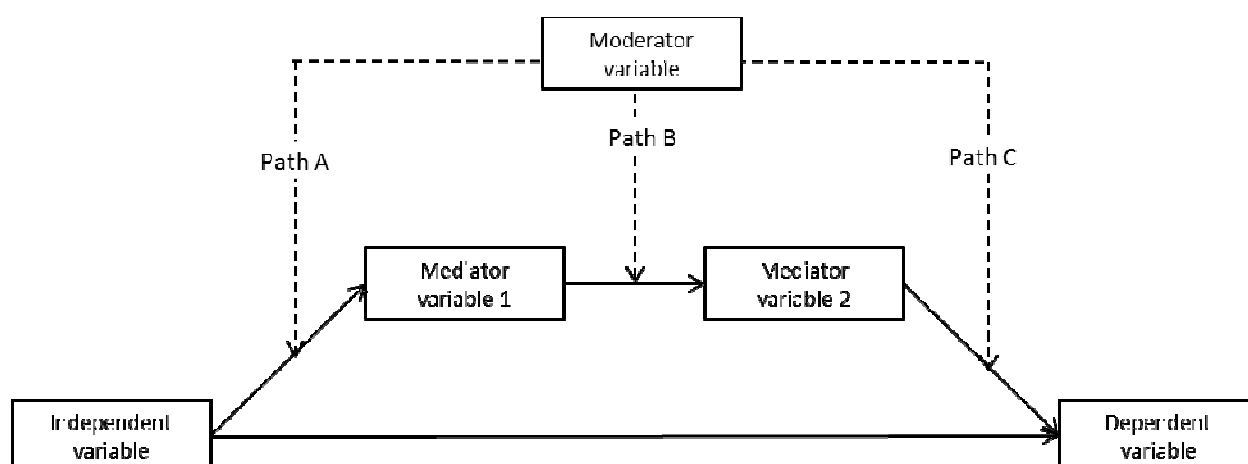 Moderator
variable
Path A
Path B
Path C
Mediator
variable 1
Mediator
variable 2
Independent
variable
Dependent
variable